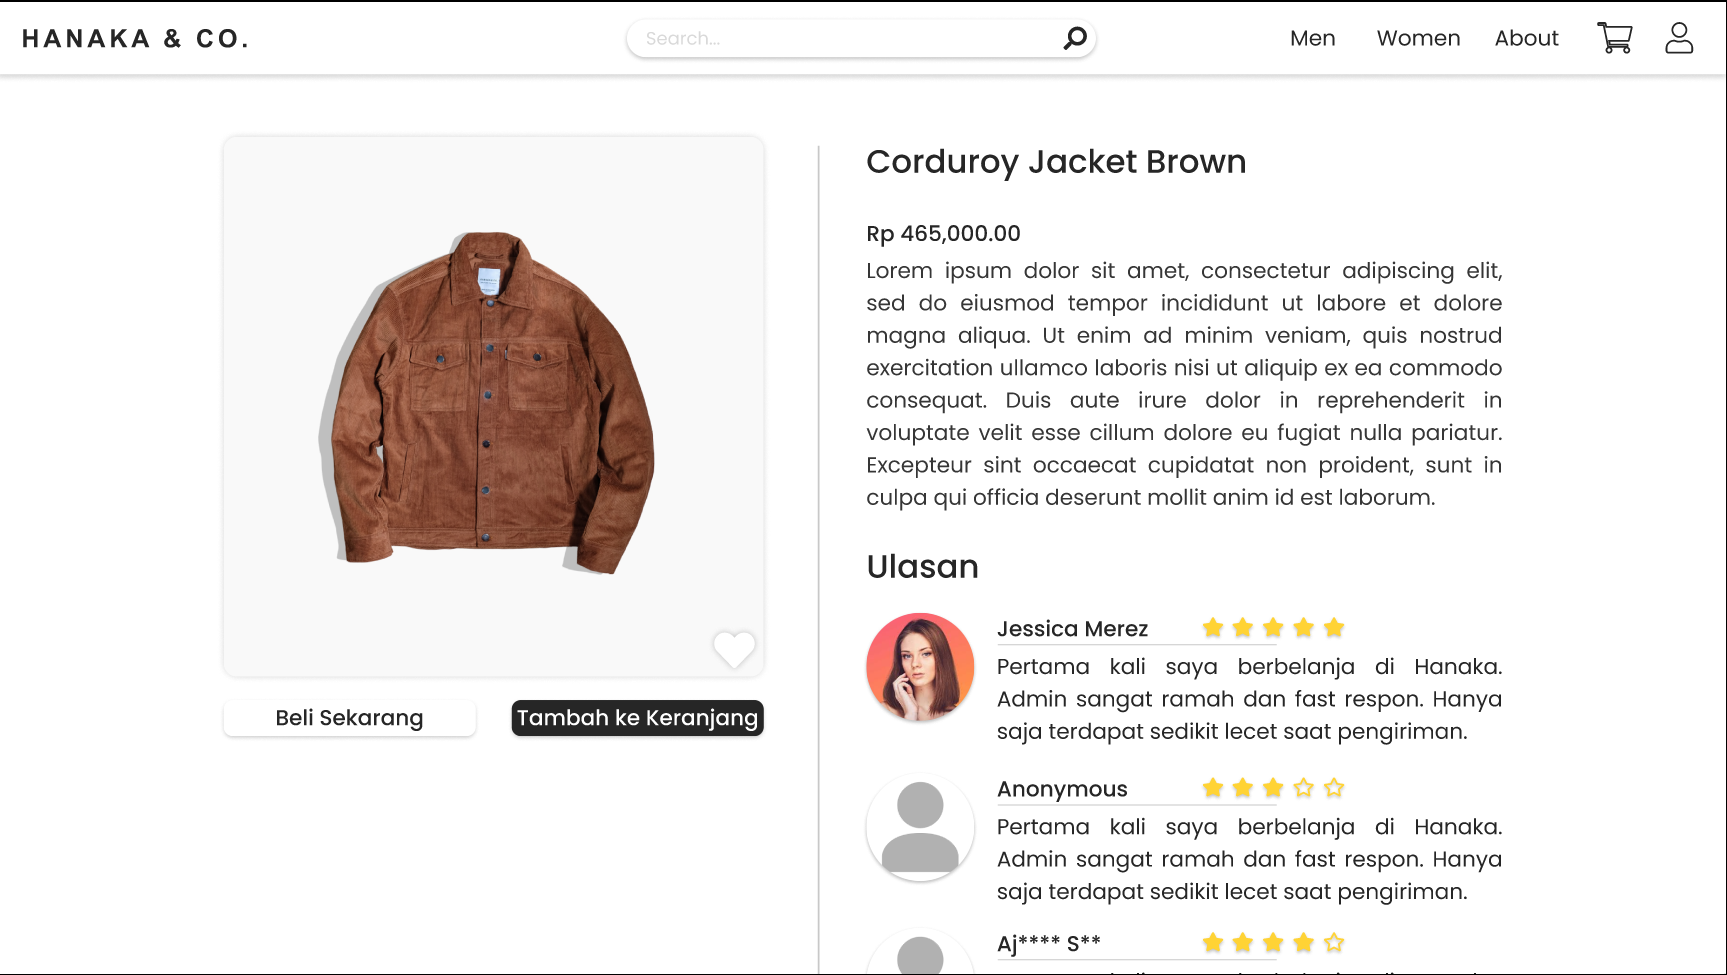 HANAKA & CO.
Search...
Men
Women
About
Corduroy Jacket Brown
Rp 465,000.00
Lorem ipsum dolor sit amet, consectetur adipiscing elit,
sed do eiusmod tempor incididunt ut labore et dolore
magna aliqua. Ut enim ad minim veniam, quis nostrud
exercitation ullamco laboris nisi ut aliquip ex ea commodo
consequat. Duis aute irure dolor in reprehenderit in
voluptate velit esse cillum dolore eu fugiat nulla pariatur.
Excepteur sint occaecat cupidatat non proident, sunt in
culpa qui officia deserunt mollit anim id est laborum.
Beli Sekarang
Tambah ke Keranjang
Ulasan
Jessica Merez
Pertama kali saya berbelanja di Hanaka.
Admin sangat ramah dan fast respon. Hanya
saja terdapat sedikit lecet saat pengiriman.
Anonymous
Pertama kali saya berbelanja di Hanaka.
Admin sangat ramah dan fast respon. Hanya
saja terdapat sedikit lecet saat pengiriman.
Aj**** S**